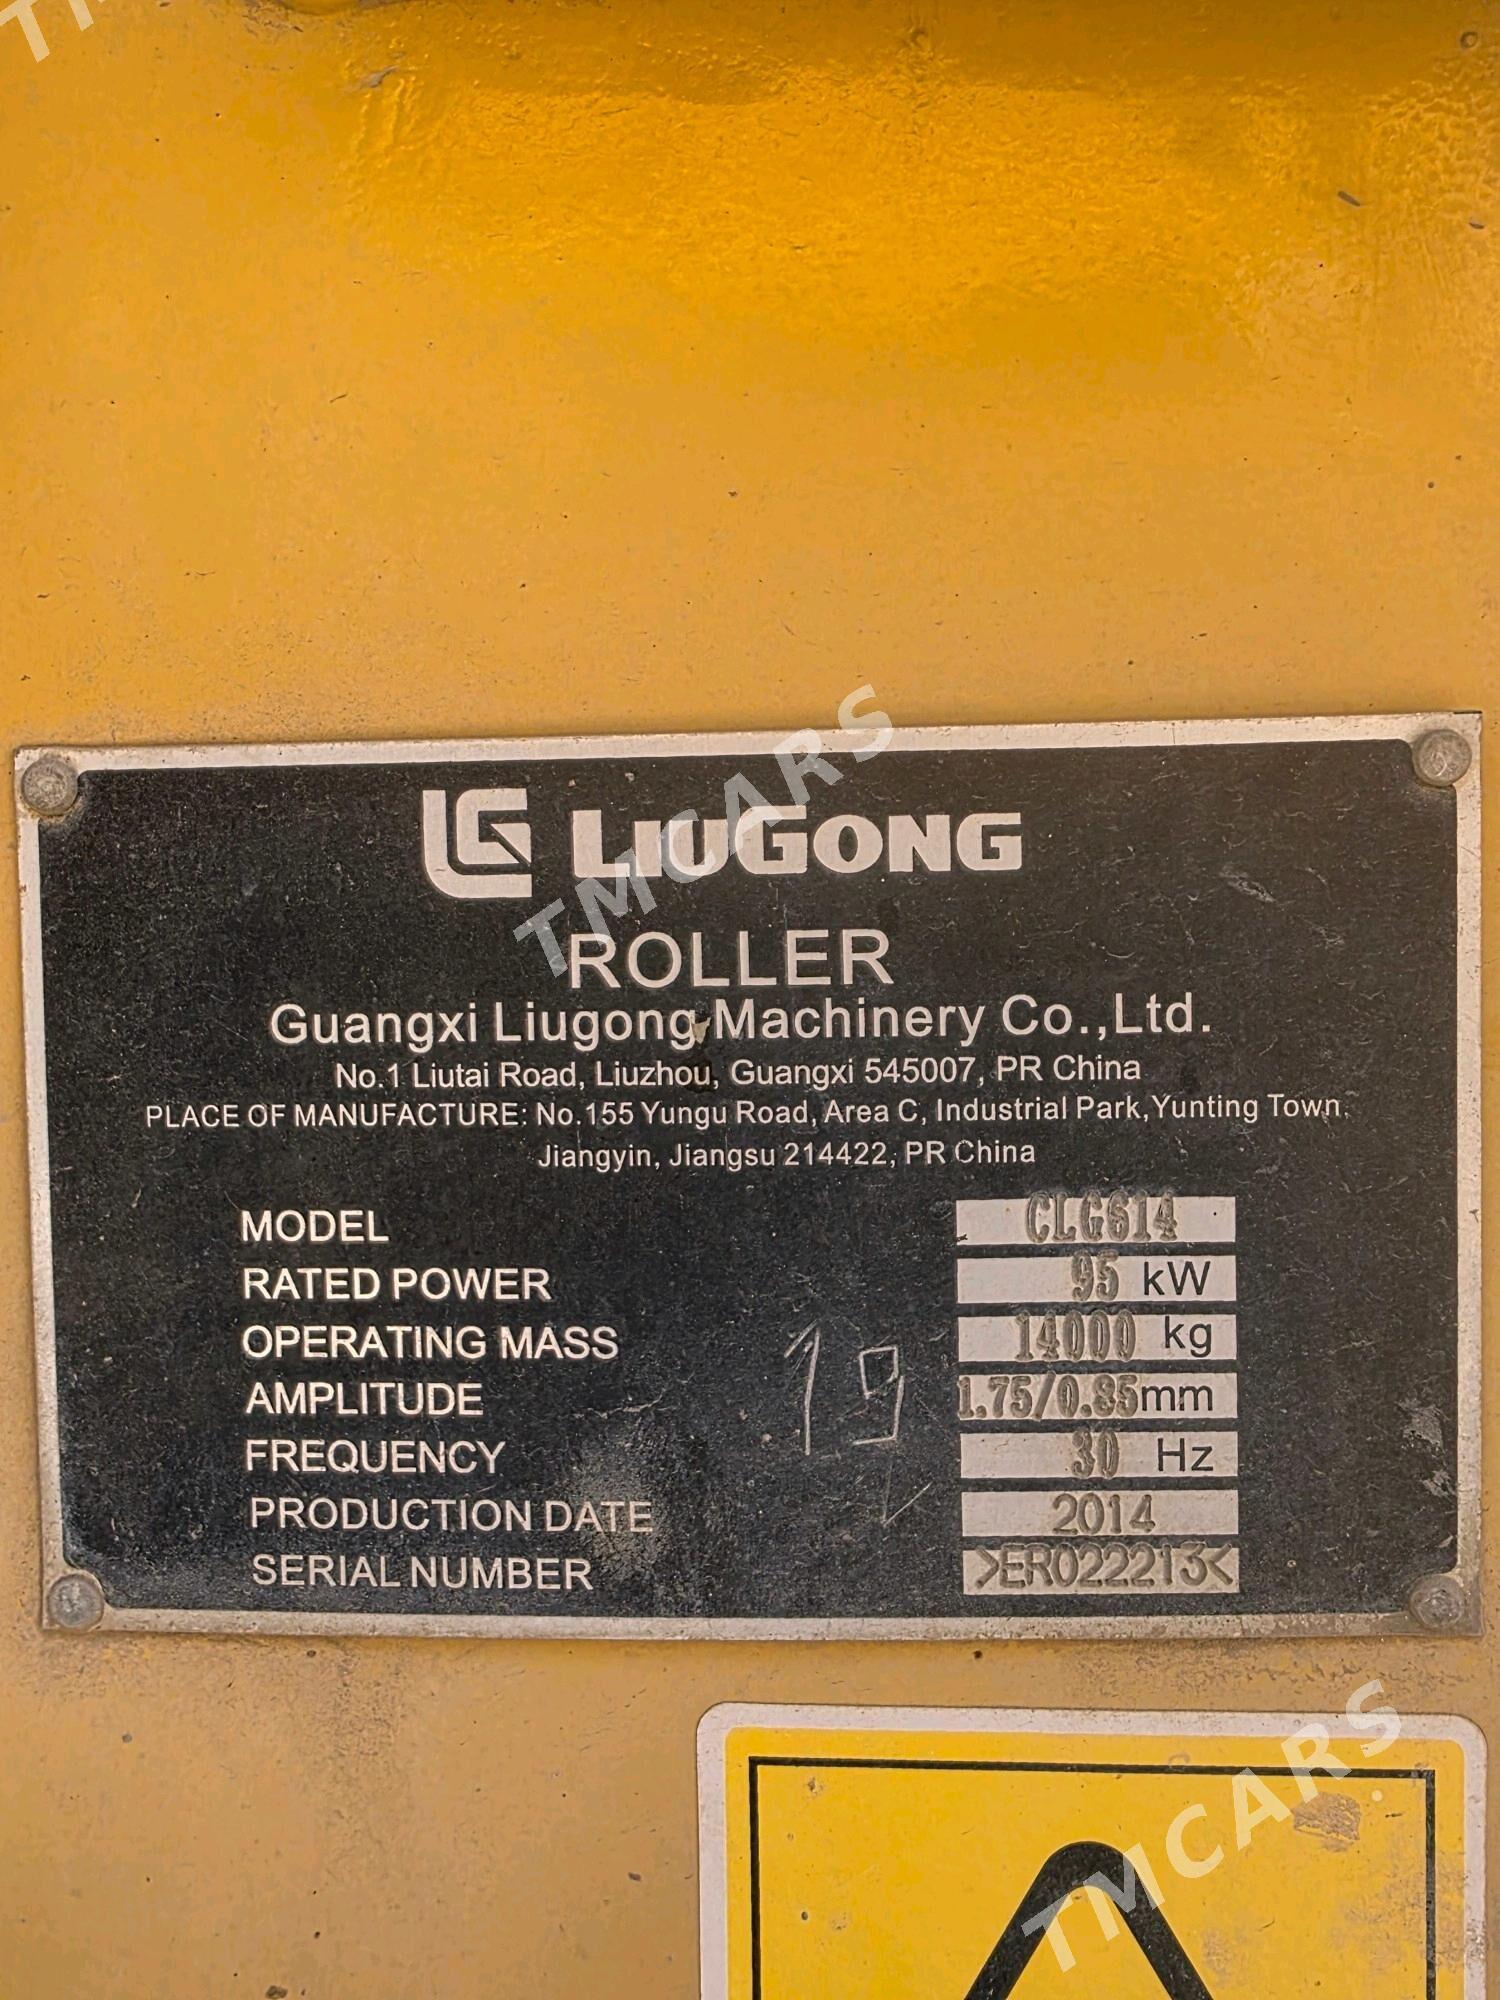 TMCARS
LG LIUGONG
ROLLER
Guangxi Liugong Machinery Co.,Ltd.
No.1 Liutai Road, Liuzhou, Guangxi 545007, PR China
PLACE OF MANUFACTURE: No.155 Yungu Road, Area C, Industrial Park,Yunting Town,
Jiangyin, Jiangsu 214422, PR China
MODEL CLG614
RATED POWER 95 kW
OPERATING MASS 14000 kg
AMPLITUDE 1.75/0.85mm
FREQUENCY 30 Hz
PRODUCTION DATE 2014
SERIAL NUMBER >ER022213<
19
TMCARS